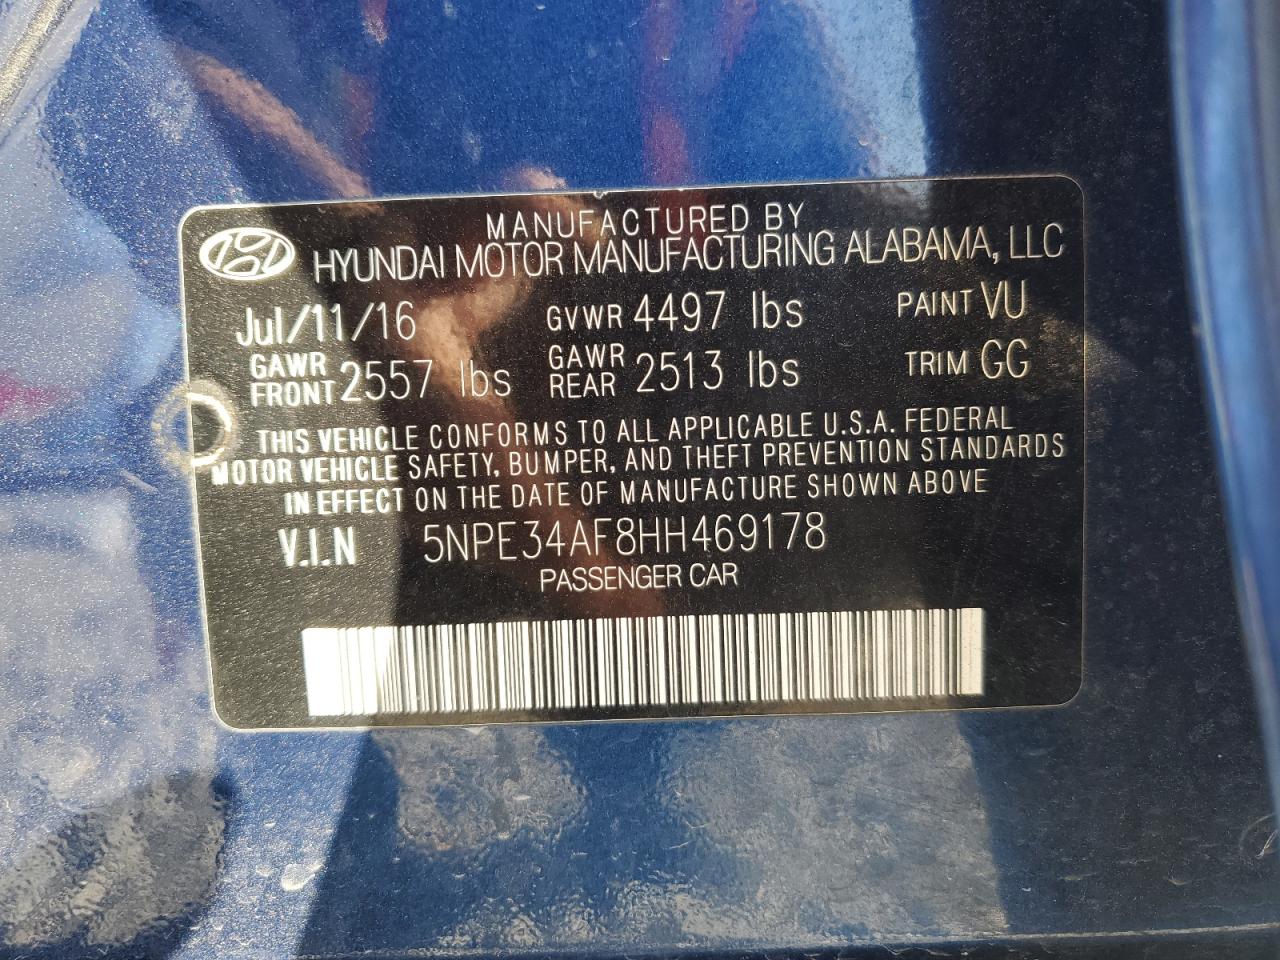 MANUFACTURED BY
HYUNDAI MOTOR MANUFACTURING ALABAMA, LLC
Jul/11/16 GVWR 4497 lbs PAINT VU
GAWR FRONT 2557 lbs GAWR REAR 2513 lbs TRIM GG
THIS VEHICLE CONFORMS TO ALL APPLICABLE U.S.A. FEDERAL
MOTOR VEHICLE SAFETY, BUMPER, AND THEFT PREVENTION STANDARDS
IN EFFECT ON THE DATE OF MANUFACTURE SHOWN ABOVE
V.I.N 5NPE34AF8HH469178
PASSENGER CAR